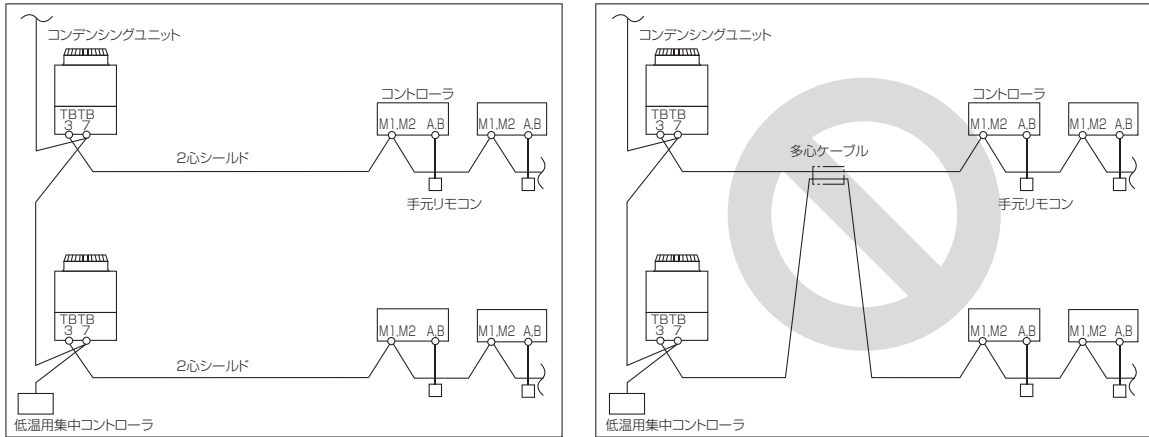 コンデンシングユニット
TBTB
3 7
コントローラ
M1,M2 A,B
M1,M2 A,B
2心シールド
手元リモコン
TBTB
3 7
M1,M2 A,B
M1,M2 A,B
2心シールド
低温用集中コントローラ
コンデンシングユニット
TBTB
3 7
コントローラ
M1,M2 A,B
M1,M2 A,B
多心ケーブル
手元リモコン
TBTB
3 7
M1,M2 A,B
M1,M2 A,B
低温用集中コントローラ